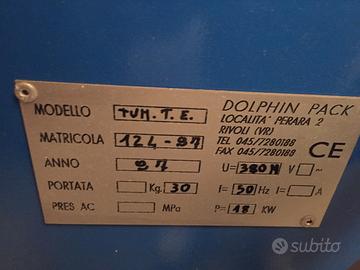 MODELLO TUM.T.E. DOLPHIN PACK
LOCALITA' PERARA 2
RIVOLI (VR)
MATRICOLA 124-97 TEL 045/7280188
FAX 045/7280188 CE
ANNO 97 U= 380 V
PORTATA Kg. 30 f= 50 Hz I= A
PRES AC MPa P= 18 KW
subito